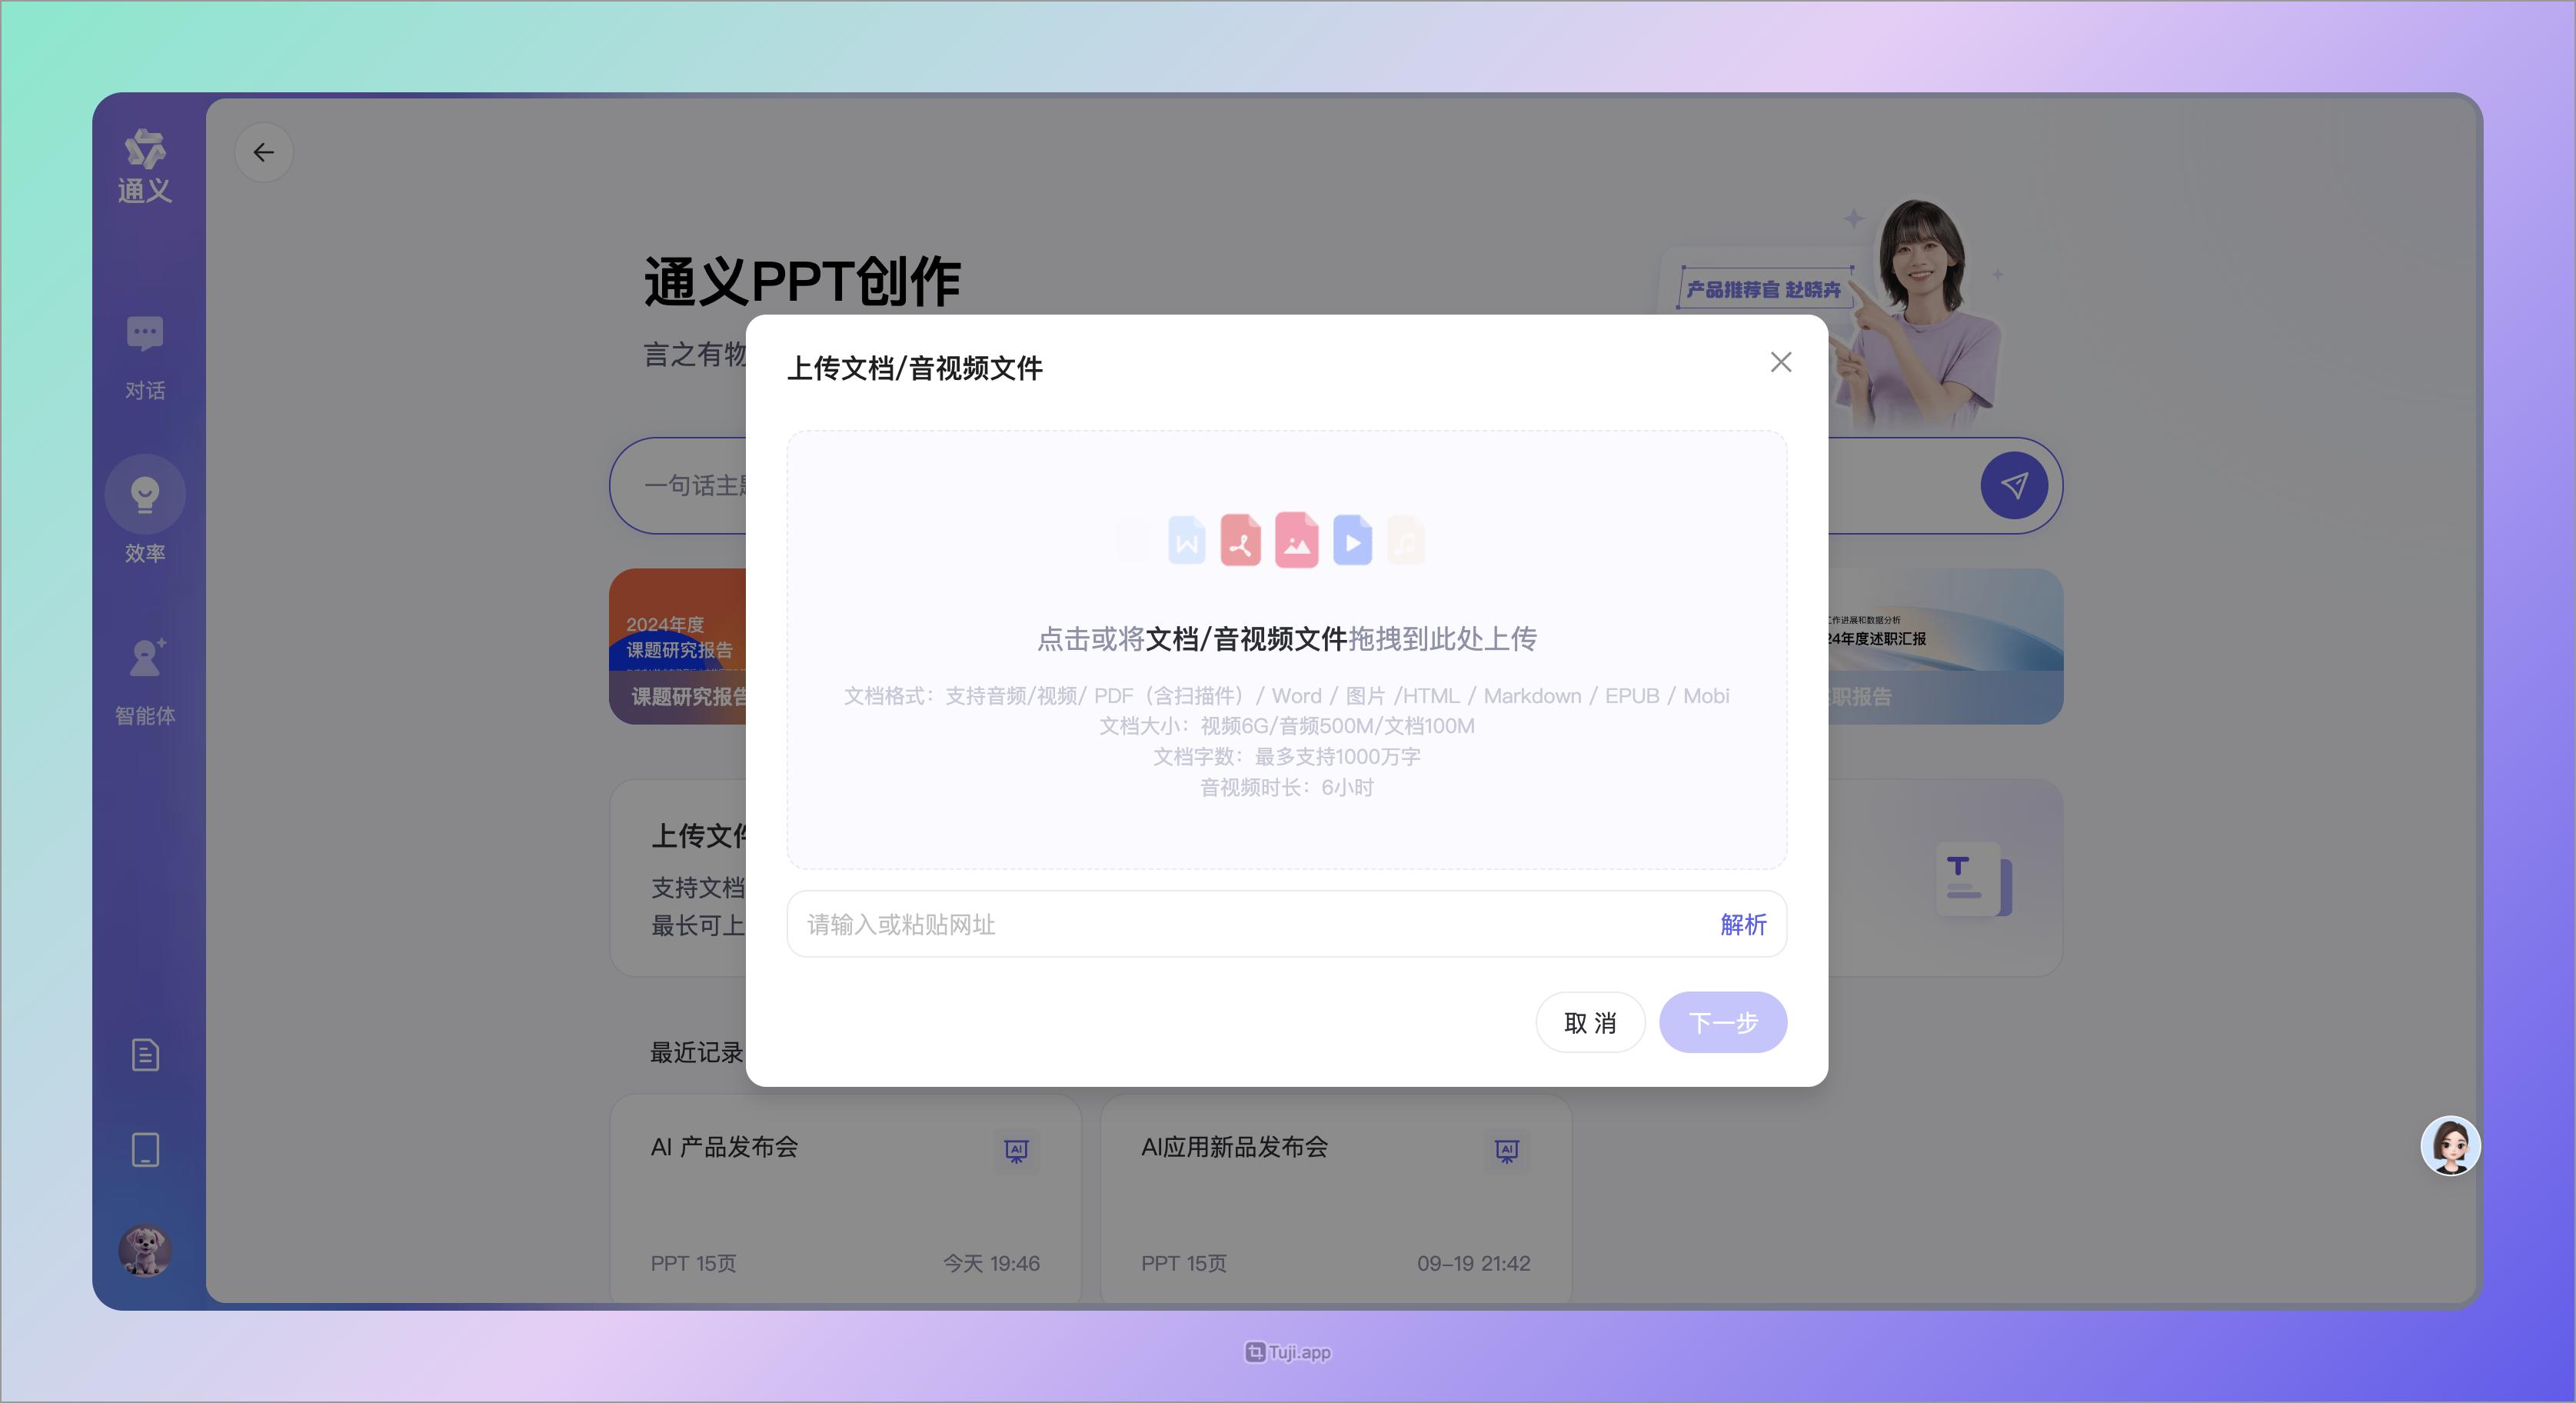 通义
对话
效率
智能体
通义PPT创作
言之有物
产品推荐官 赵晓卉
一句话主题
2024年度
课题研究报告
课题研究报告
工作进展和数据分析
24年度述职汇报
述职报告
上传文件
支持文档
最长可上
T
最近记录
AI 产品发布会
AI
PPT 15页
今天 19:46
AI应用新品发布会
AI
PPT 15页
09-19 21:42
上传文档/音视频文件
W
点击或将文档/音视频文件拖拽到此处上传
文档格式：支持音频/视频/ PDF（含扫描件）/ Word / 图片 /HTML / Markdown / EPUB / Mobi
文档大小：视频6G/音频500M/文档100M
文档字数：最多支持1000万字
音视频时长：6小时
请输入或粘贴网址
解析
取 消
下一步
Tuji.app